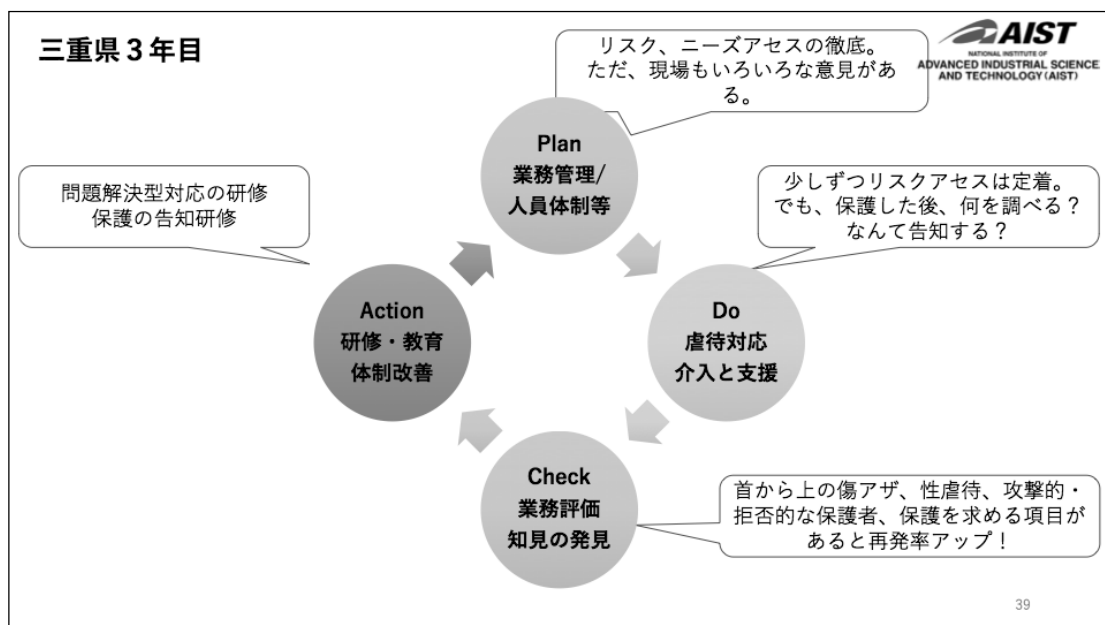 三重県３年目
AIST
NATIONAL INSTITUTE OF
ADVANCED INDUSTRIAL SCIENCE
AND TECHNOLOGY (AIST)
リスク、ニーズアセスの徹底。
ただ、現場もいろいろな意見があ
る。
Plan
業務管理/
人員体制等
問題解決型対応の研修
保護の告知研修
少しずつリスクアセスは定着。
でも、保護した後、何を調べる？
なんて告知する？
Action
研修・教育
体制改善
Do
虐待対応
介入と支援
Check
業務評価
知見の発見
首から上の傷アザ、性虐待、攻撃的・
拒否的な保護者、保護を求める項目が
あると再発率アップ！
39